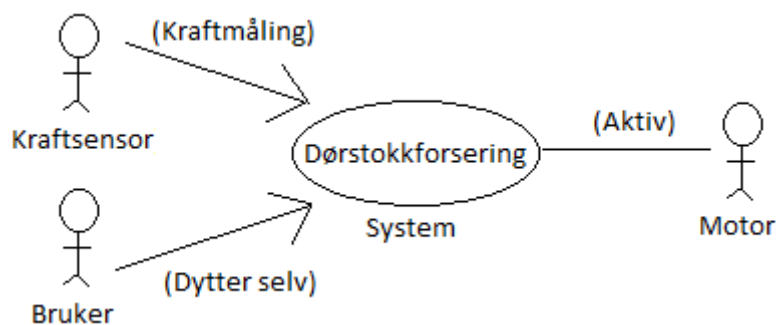 (Kraftmåling)
Kraftsensor
Dørstokkforsering
System
(Aktiv)
Motor
(Dytter selv)
Bruker